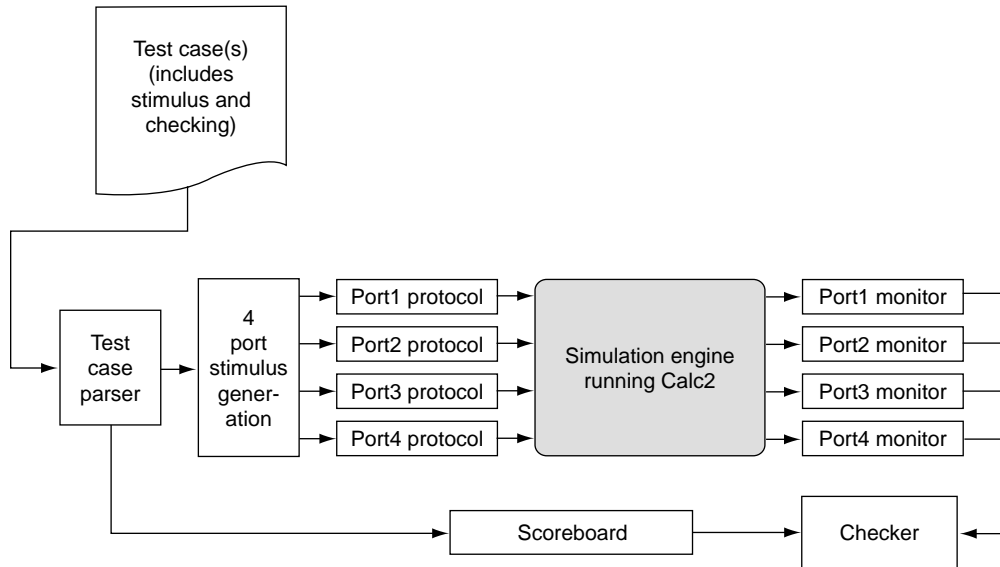 Test case(s)
(includes
stimulus and
checking)
Test
case
parser
4
port
stimulus
gener-
ation
Port1 protocol
Port2 protocol
Port3 protocol
Port4 protocol
Simulation engine
running Calc2
Port1 monitor
Port2 monitor
Port3 monitor
Port4 monitor
Scoreboard
Checker